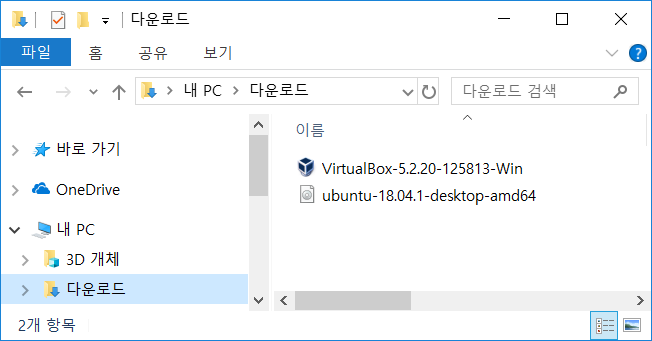 다운로드
파일 홈 공유 보기
내 PC 다운로드 다운로드 검색
이름
바로 가기
VirtualBox-5.2.20-125813-Win
OneDrive
ubuntu-18.04.1-desktop-amd64
내 PC
3D 개체
다운로드
2개 항목